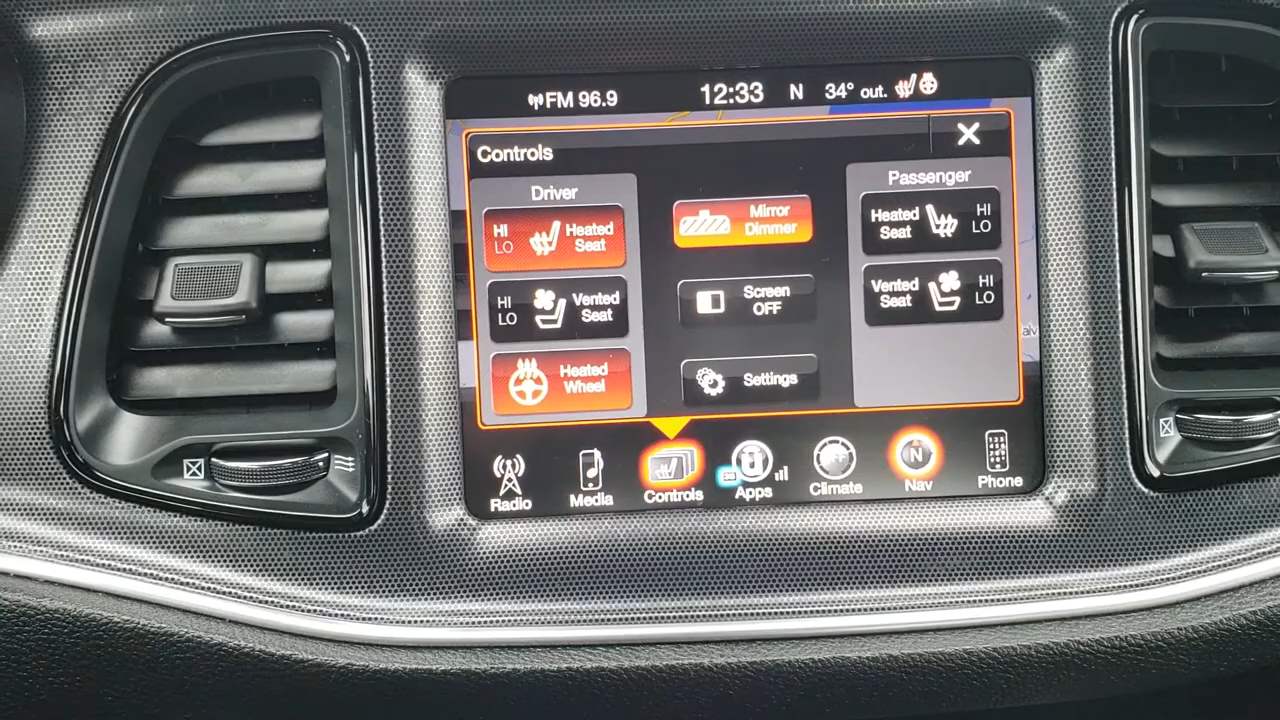 FM 96.9 12:33 N 34° out.
Controls
Driver
HI
LO
Heated
Seat
HI
LO
Vented
Seat
Heated
Wheel
Mirror
Dimmer
Screen
OFF
Settings
Passenger
Heated
Seat
HI
LO
Vented
Seat
HI
LO
Radio
Media
Controls
Apps
OFF
Climate
N
Nav
Phone